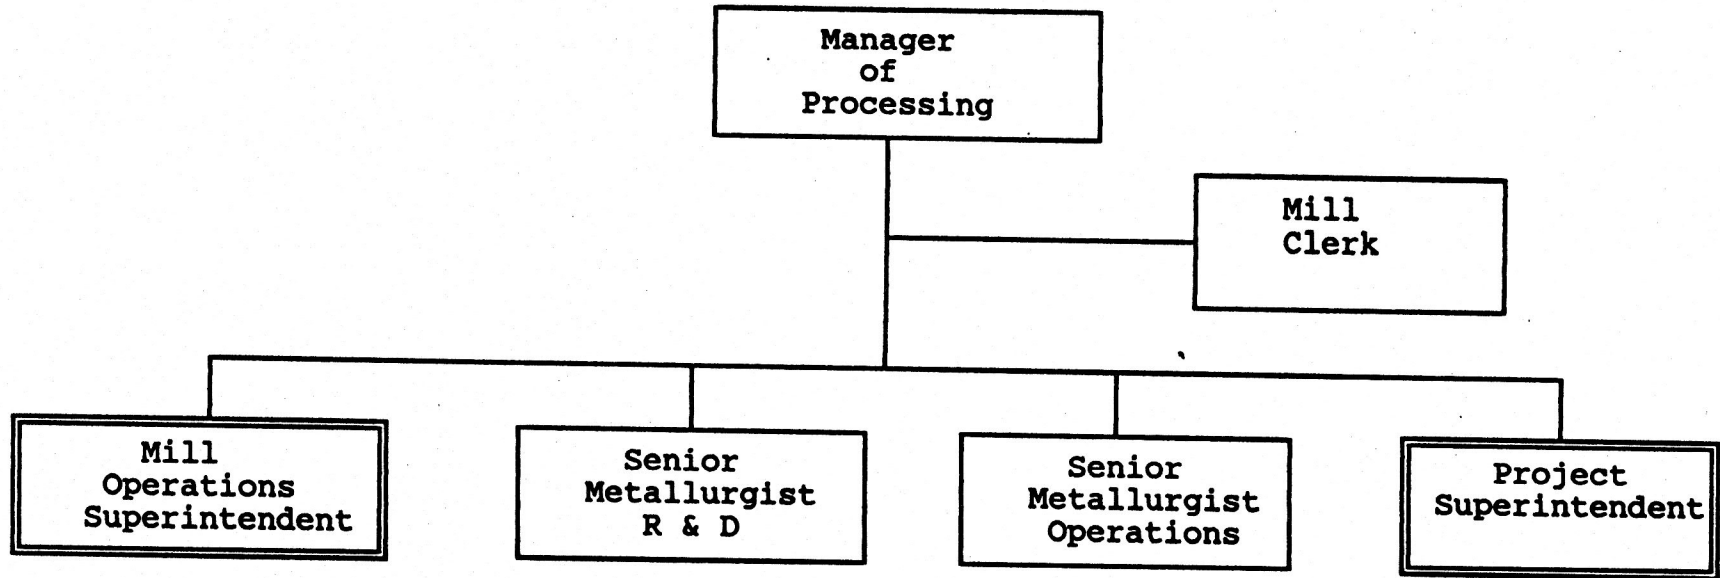 Manager
of
Processing
Mill
Clerk
Mill
Operations
Superintendent
Senior
Metallurgist
R & D
Senior
Metallurgist
Operations
Project
Superintendent